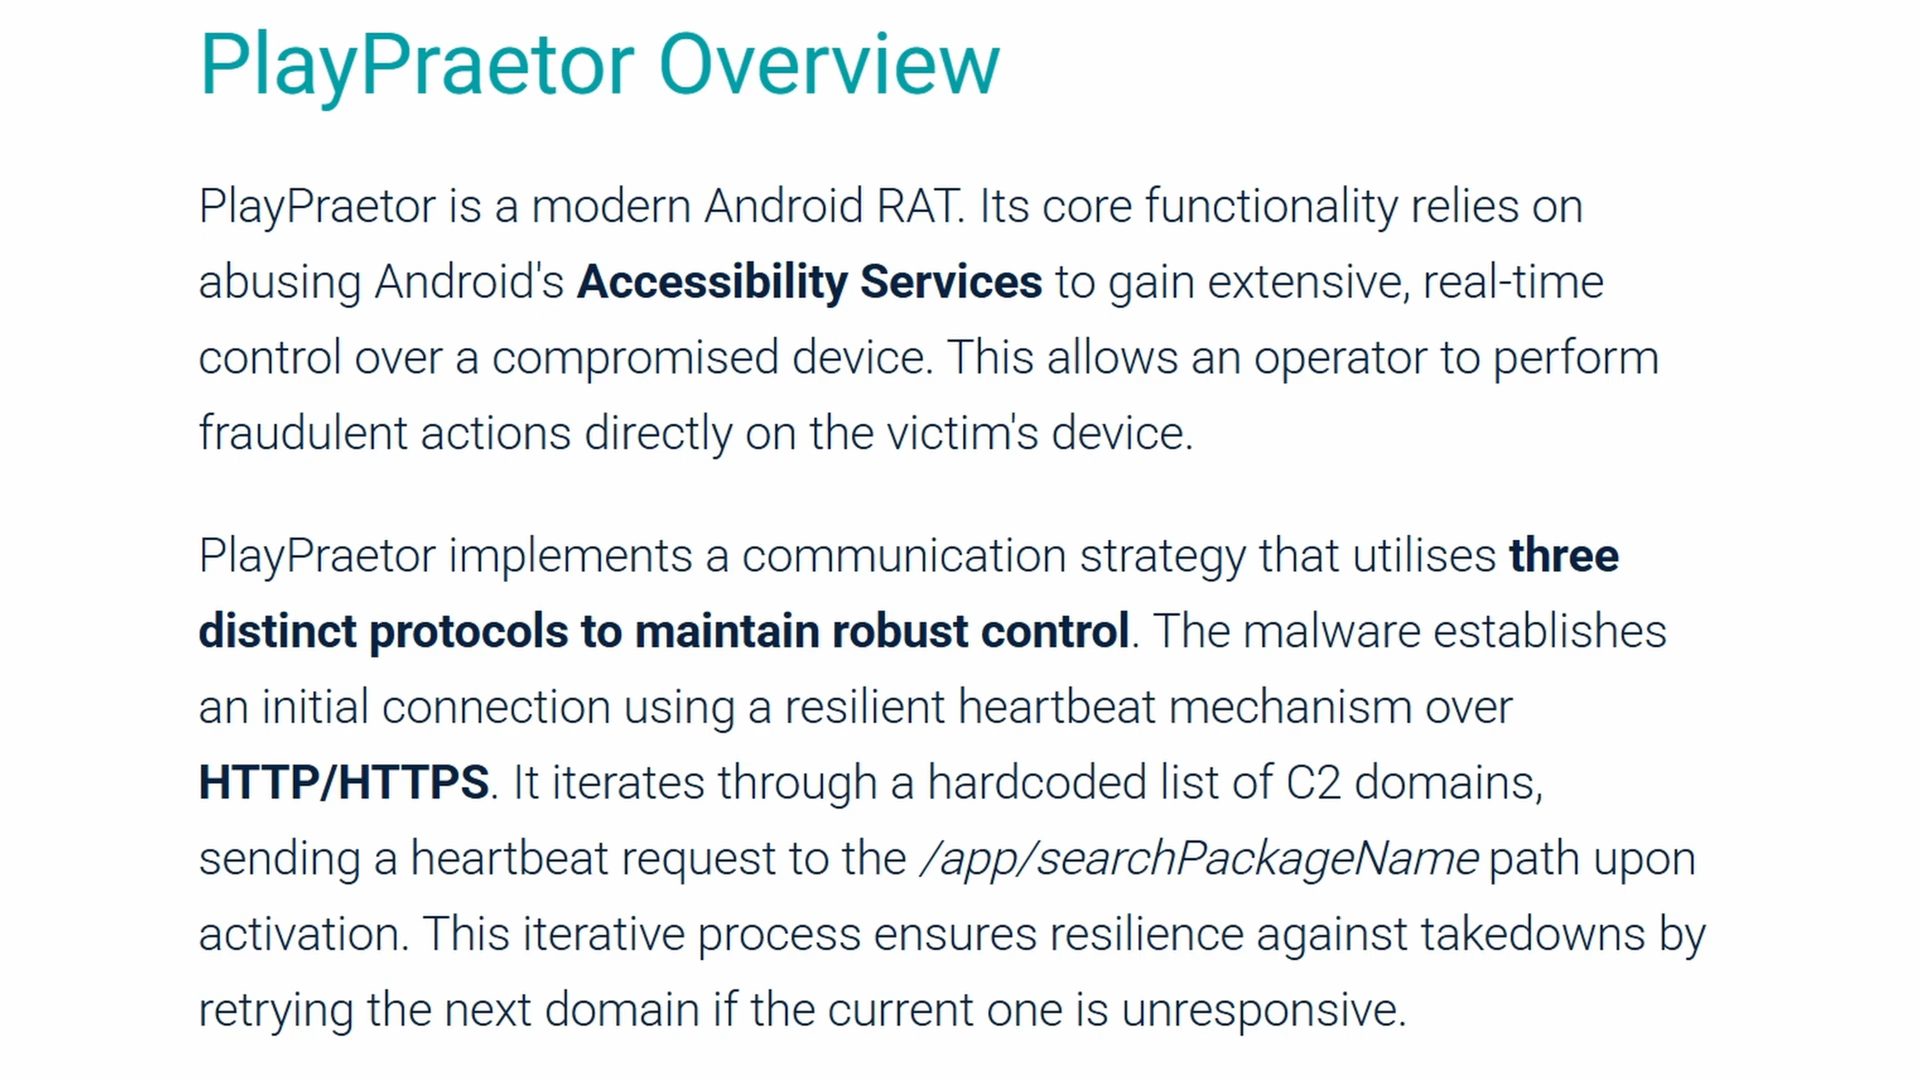 PlayPraetor Overview
PlayPraetor is a modern Android RAT. Its core functionality relies on
abusing Android's Accessibility Services to gain extensive, real-time
control over a compromised device. This allows an operator to perform
fraudulent actions directly on the victim's device.
PlayPraetor implements a communication strategy that utilises three
distinct protocols to maintain robust control. The malware establishes
an initial connection using a resilient heartbeat mechanism over
HTTP/HTTPS. It iterates through a hardcoded list of C2 domains,
sending a heartbeat request to the /app/searchPackageName path upon
activation. This iterative process ensures resilience against takedowns by
retrying the next domain if the current one is unresponsive.